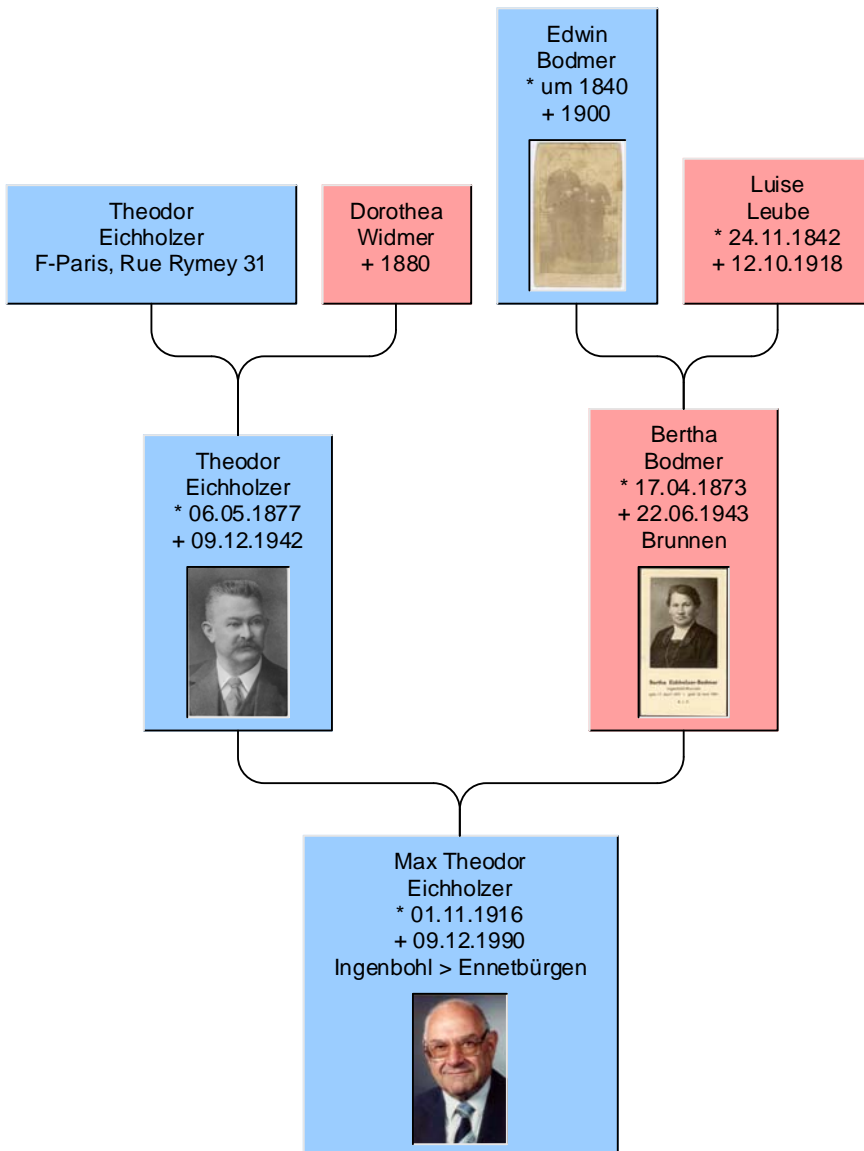 Edwin
Bodmer
* um 1840
+ 1900
Theodor
Eichholzer
F-Paris, Rue Rymey 31
Dorothea
Widmer
+ 1880
Luise
Leube
* 24.11.1842
+ 12.10.1918
Theodor
Eichholzer
* 06.05.1877
+ 09.12.1942
Bertha
Bodmer
* 17.04.1873
+ 22.06.1943
Brunnen
Bertha Eichholzer-Bodmer
Max Theodor
Eichholzer
* 01.11.1916
+ 09.12.1990
Ingenbohl > Ennetbürgen